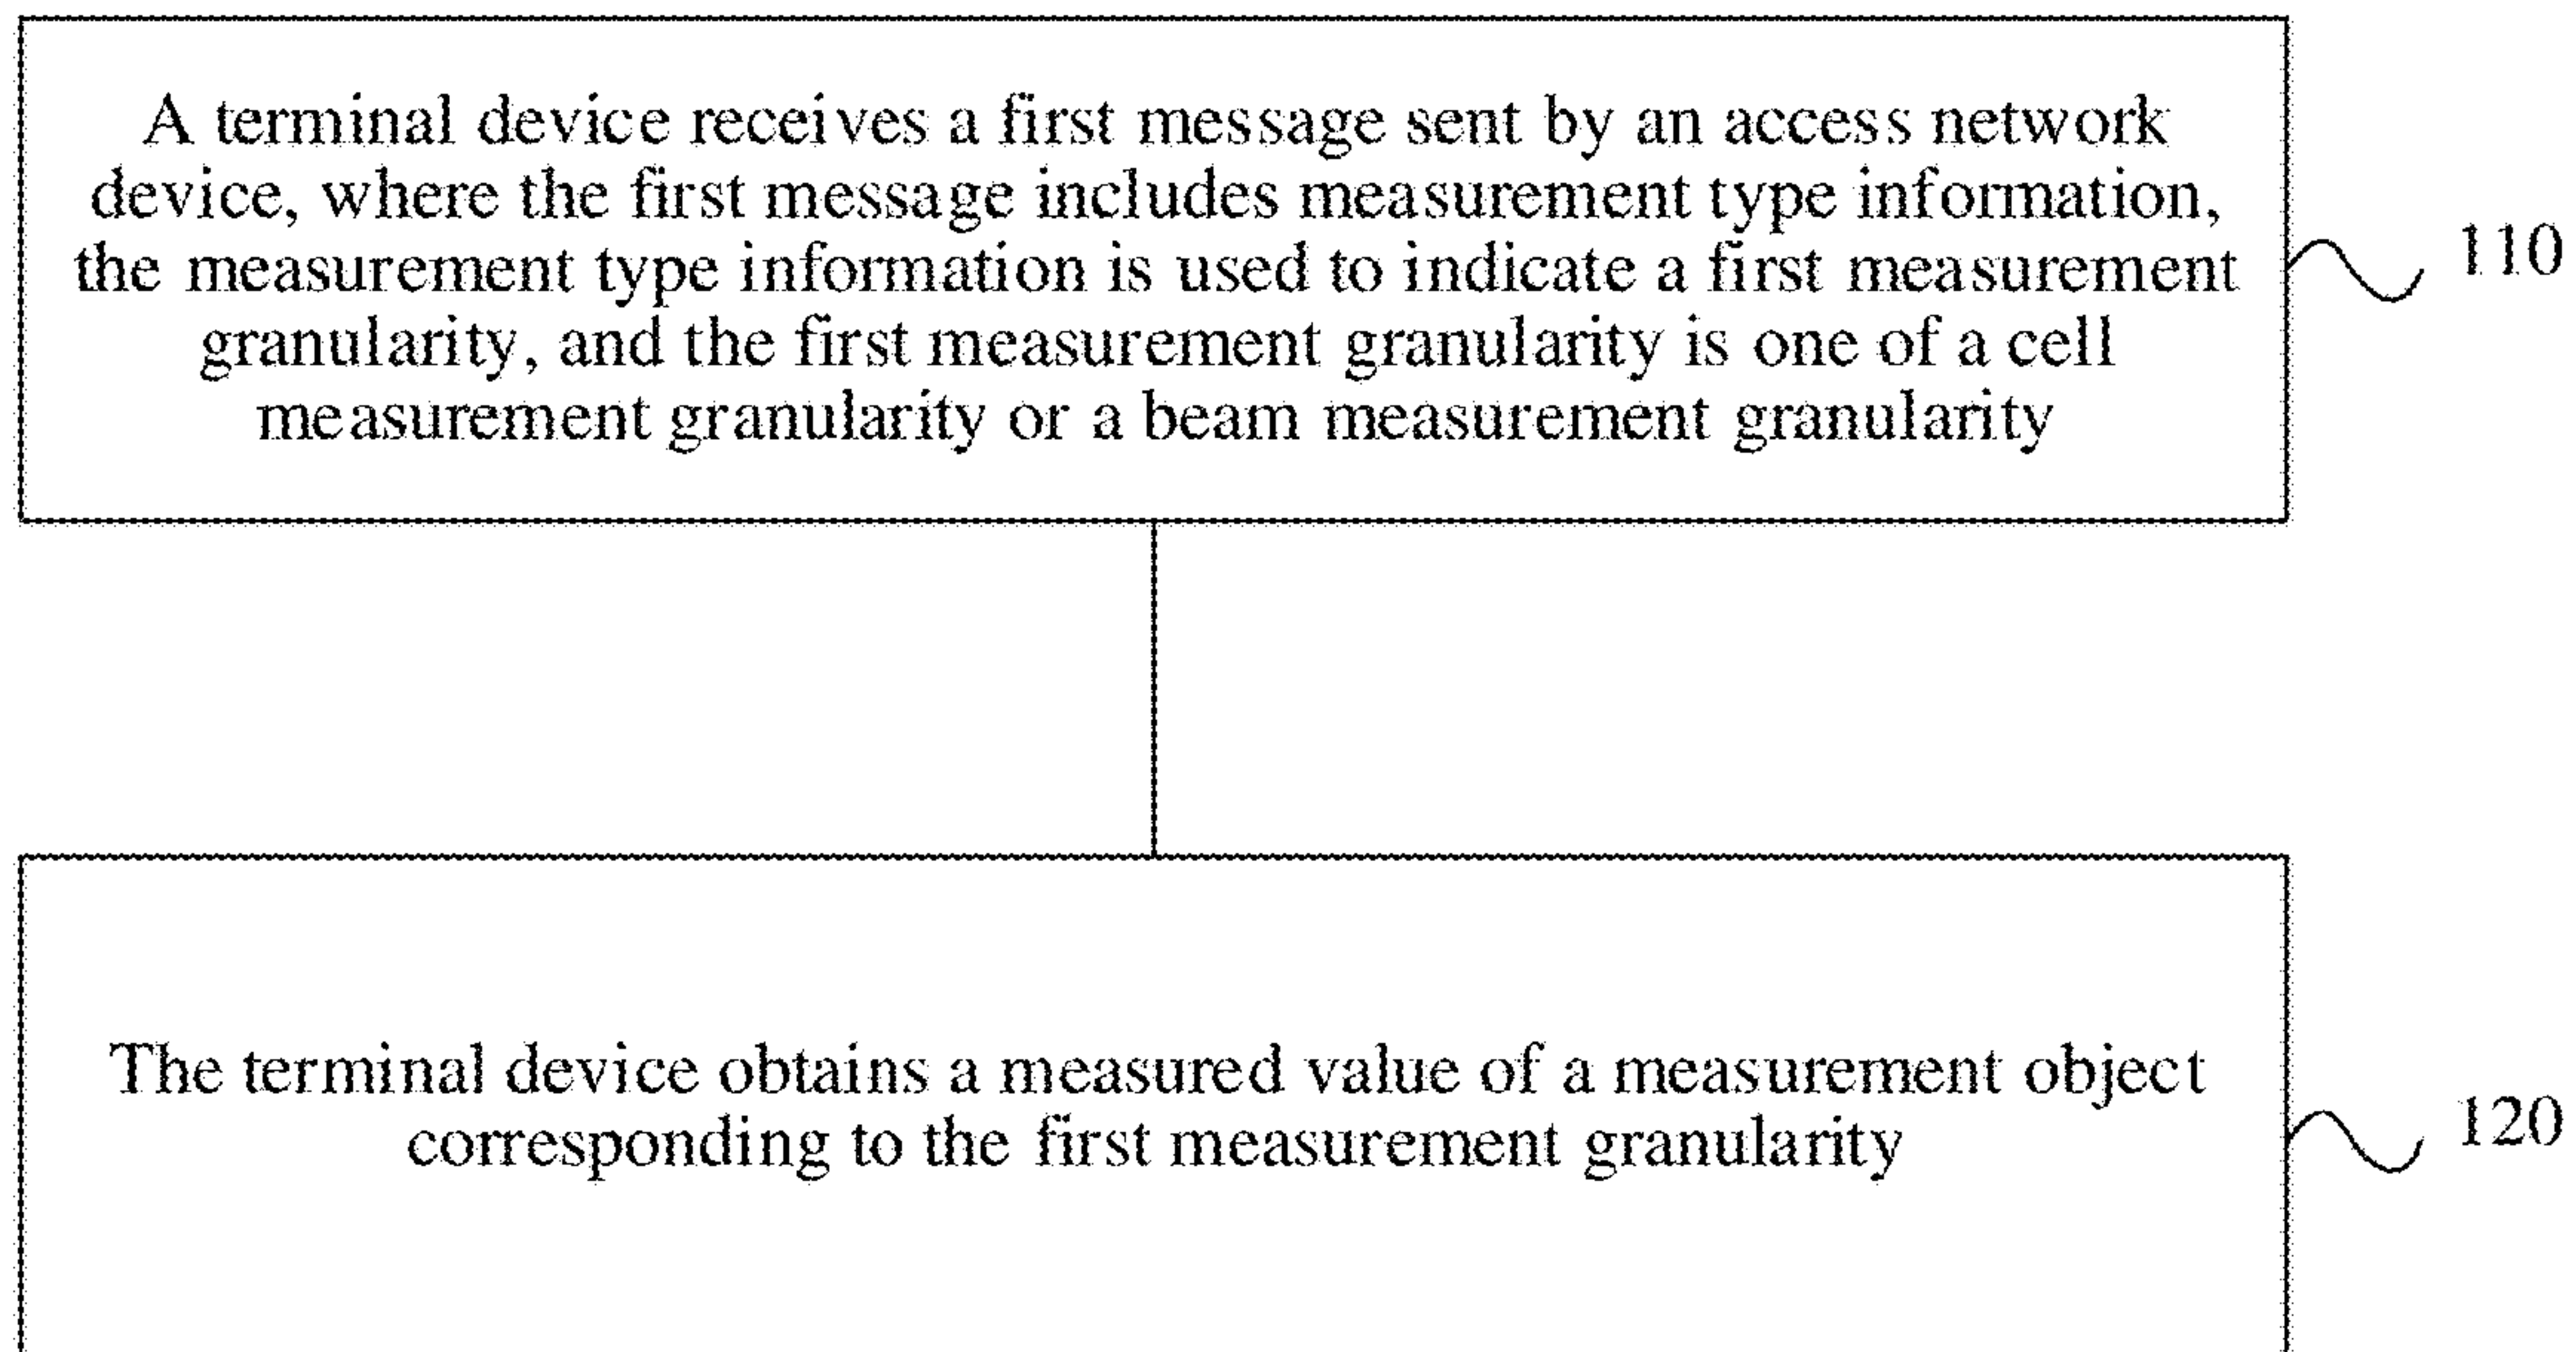 A terminal device receives a first message sent by an access network
device, where the first message includes measurement type information,
the measurement type information is used to indicate a first measurement
granularity, and the first measurement granularity is one of a cell
measurement granularity or a beam measurement granularity
110
The terminal device obtains a measured value of a measurement object
corresponding to the first measurement granularity
120